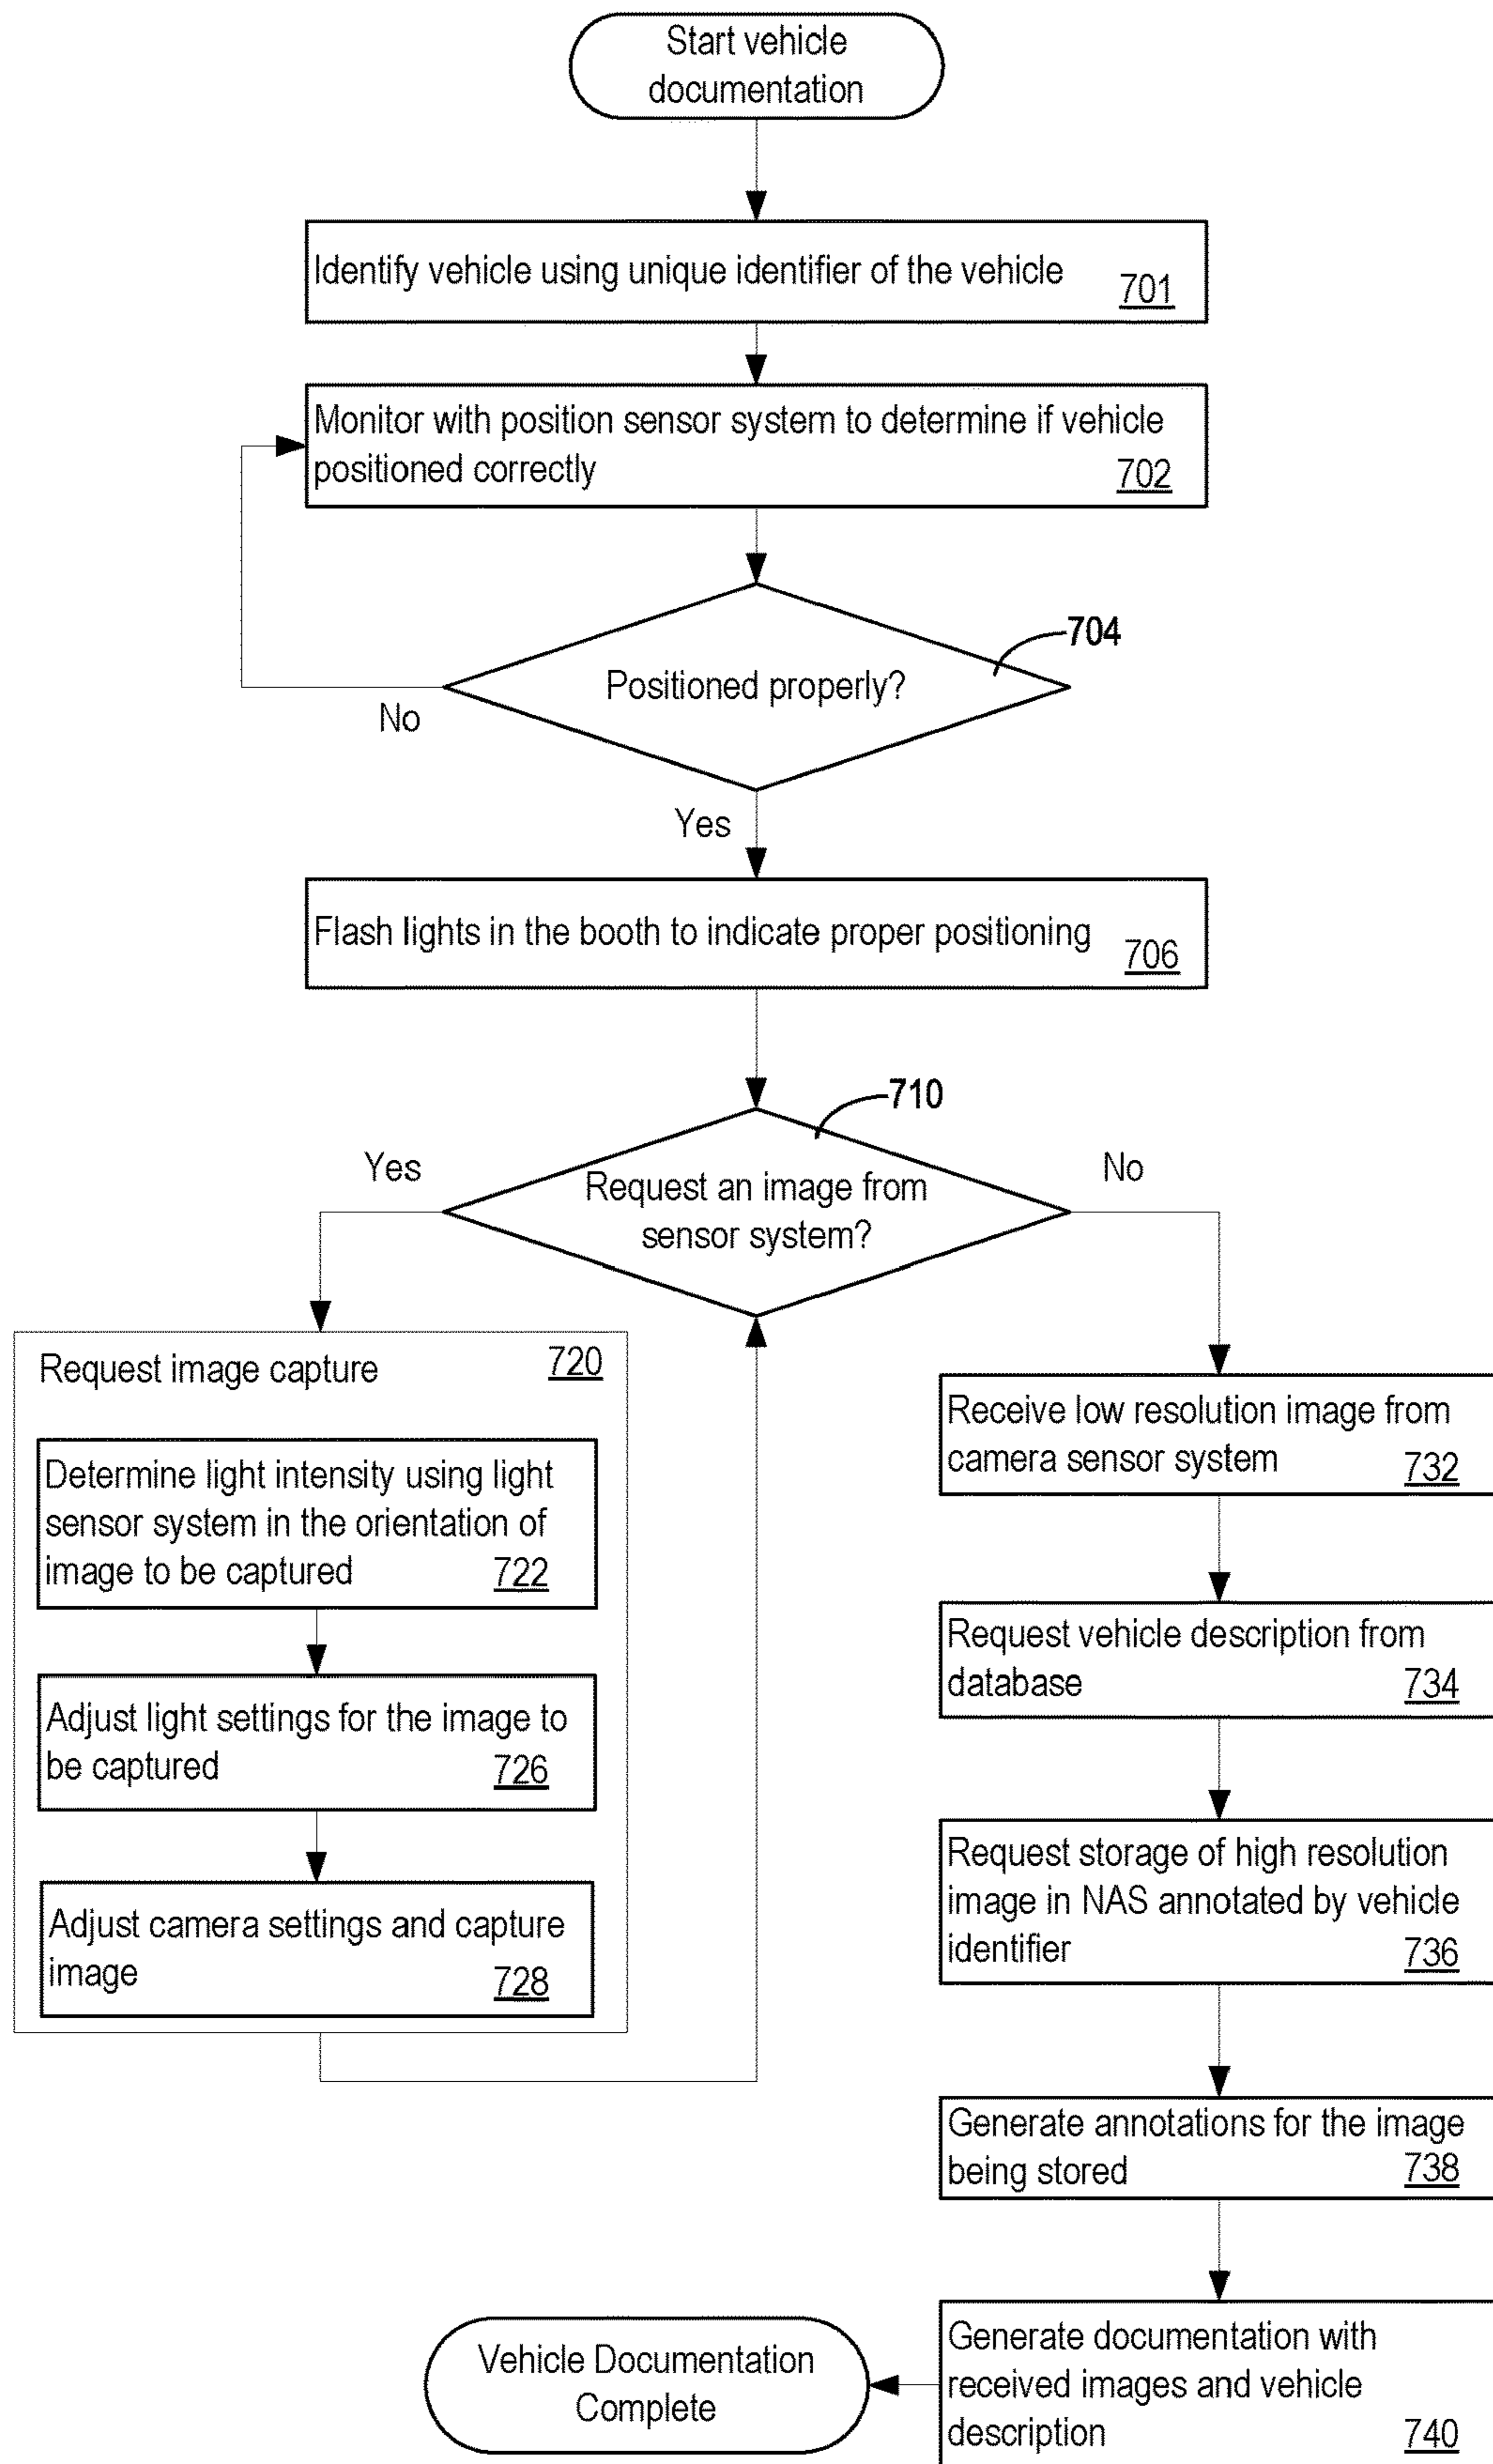 Start vehicle
documentation
Identify vehicle using unique identifier of the vehicle
701
Monitor with position sensor system to determine if vehicle
positioned correctly
702
704
Positioned properly?
No
Yes
Flash lights in the booth to indicate proper positioning
706
710
Yes
No
Request an image from
sensor system?
Request image capture
720
Determine light intensity using light
sensor system in the orientation of
image to be captured
722
Adjust light settings for the image to
be captured
726
Adjust camera settings and capture
image
728
Receive low resolution image from
camera sensor system
732
Request vehicle description from
database
734
Request storage of high resolution
image in NAS annotated by vehicle
identifier
736
Generate annotations for the image
being stored
738
Generate documentation with
received images and vehicle
description
740
Vehicle Documentation
Complete